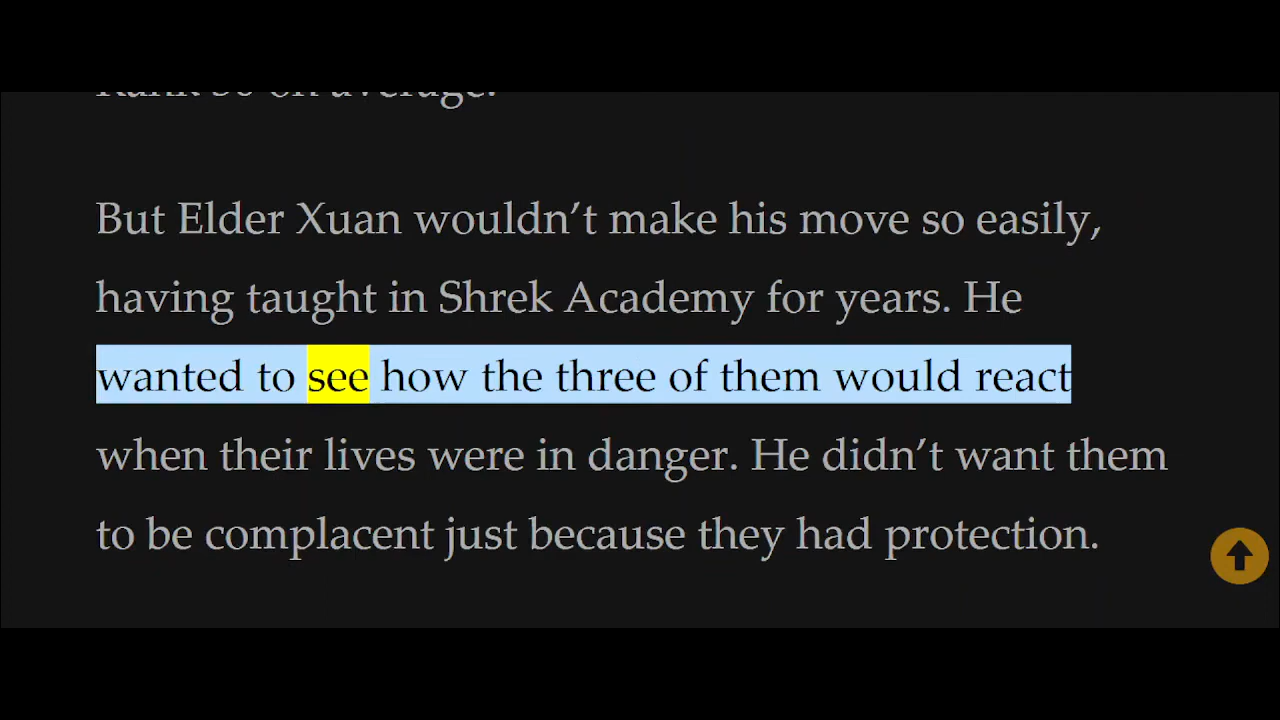 on average.
But Elder Xuan wouldn’t make his move so easily,
having taught in Shrek Academy for years. He
wanted to see how the three of them would react
when their lives were in danger. He didn’t want them
to be complacent just because they had protection.